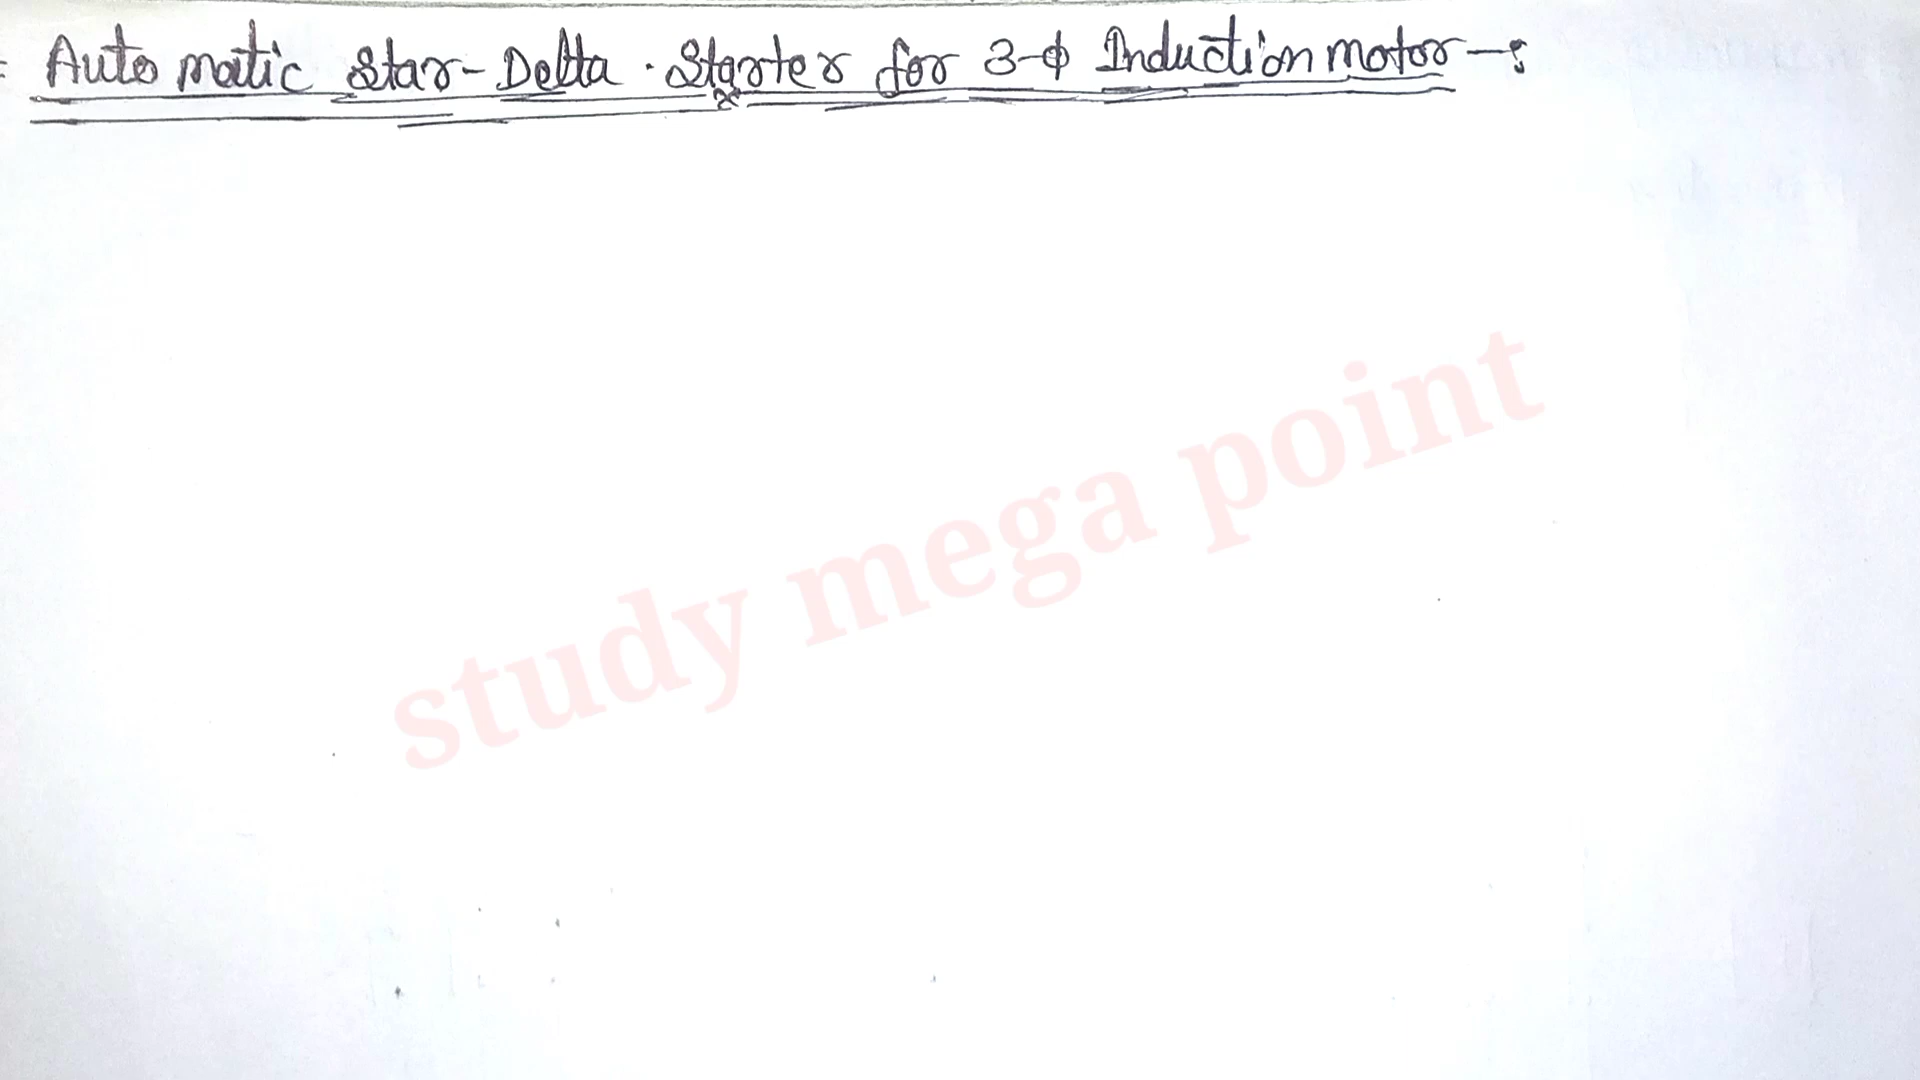 Automatic Star-Delta Starter for 3-ϕ Induction motor -:
study mega point